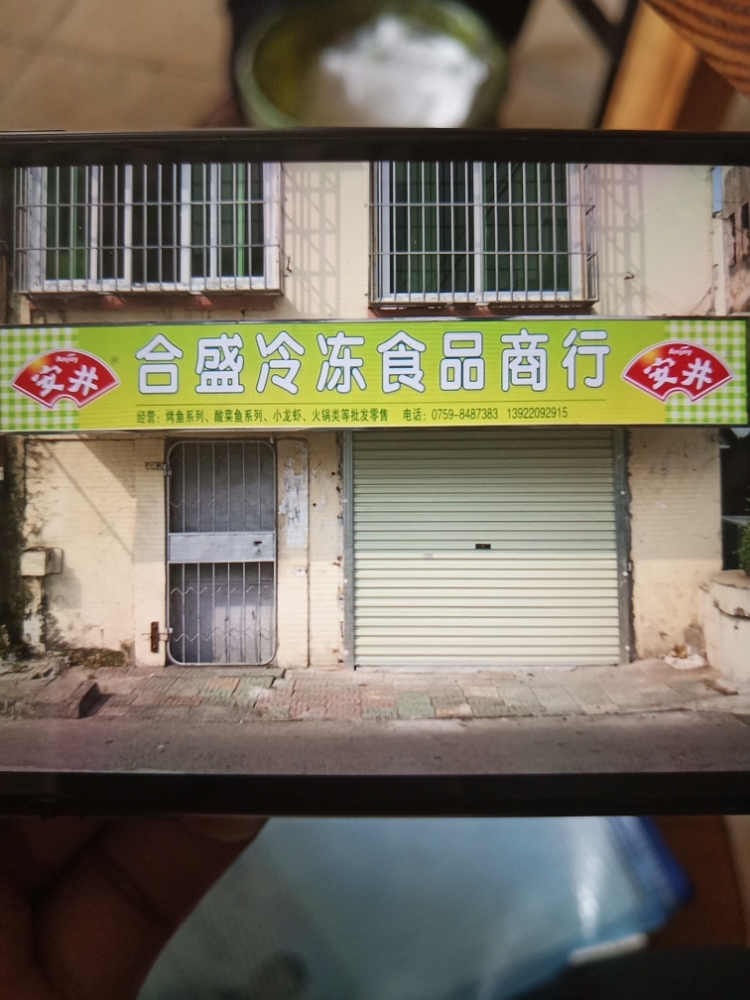 合盛冷冻食品商行
Anjoy
安井
®
Anjoy
安井
经营：烤鱼系列、酸菜鱼系列、小龙虾、火锅类等批发零售 电话：0759-8487383 13922092915